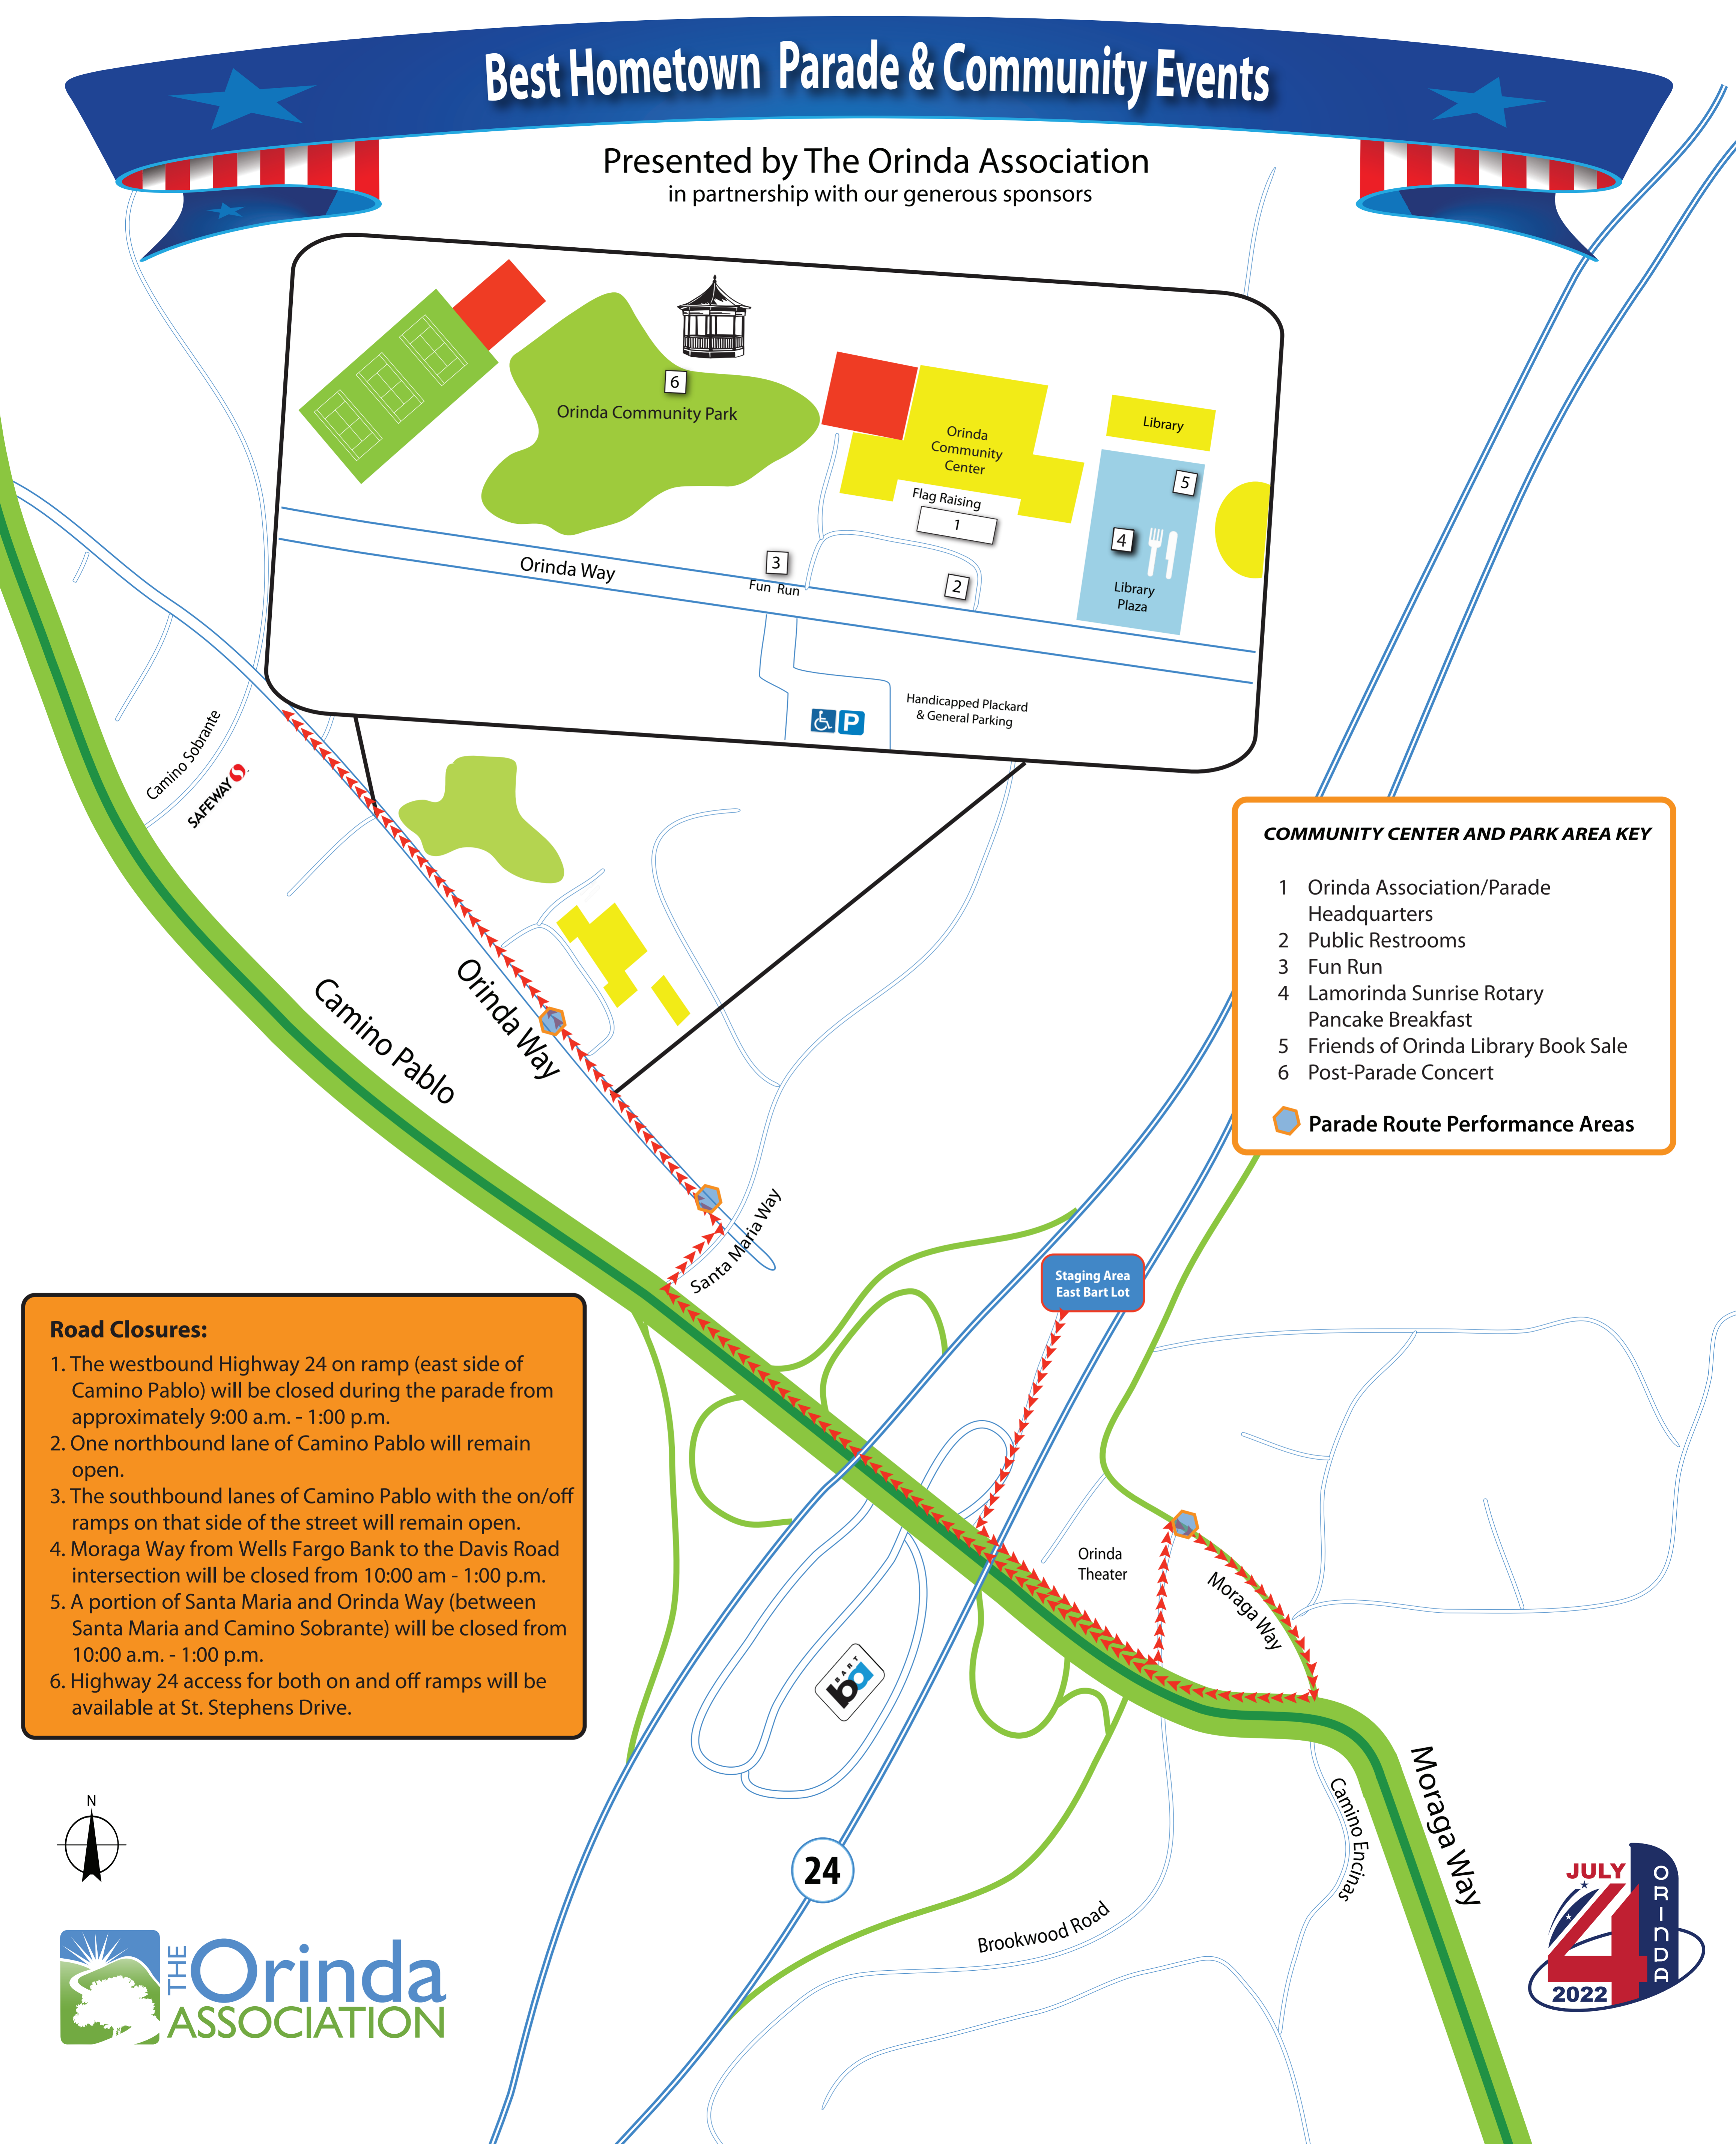 Best Hometown Parade & Community Events
Presented by The Orinda Association
in partnership with our generous sponsors
6
Orinda Community Park
Orinda
Community
Center
Library
Flag Raising
1
5
4
Library
Plaza
Orinda Way
3
Fun Run
2
P
Handicapped Plackard
& General Parking
Camino Sobrante
SAFEWAY
COMMUNITY CENTER AND PARK AREA KEY
1 Orinda Association/Parade
Headquarters
2 Public Restrooms
3 Fun Run
4 Lamorinda Sunrise Rotary
Pancake Breakfast
5 Friends of Orinda Library Book Sale
6 Post-Parade Concert
Parade Route Performance Areas
Orinda Way
Camino Pablo
Santa Maria Way
Staging Area
East Bart Lot
Road Closures:
1. The westbound Highway 24 on ramp (east side of
Camino Pablo) will be closed during the parade from
approximately 9:00 a.m. - 1:00 p.m.
2. One northbound lane of Camino Pablo will remain
open.
3. The southbound lanes of Camino Pablo with the on/off
ramps on that side of the street will remain open.
4. Moraga Way from Wells Fargo Bank to the Davis Road
intersection will be closed from 10:00 am - 1:00 p.m.
5. A portion of Santa Maria and Orinda Way (between
Santa Maria and Camino Sobrante) will be closed from
10:00 a.m. - 1:00 p.m.
6. Highway 24 access for both on and off ramps will be
available at St. Stephens Drive.
Orinda
Theater
Moraga Way
BART
ba
Moraga Way
Camino Encinas
24
Brookwood Road
N
THE Orinda
ASSOCIATION
JULY
4
2022
ORINDA